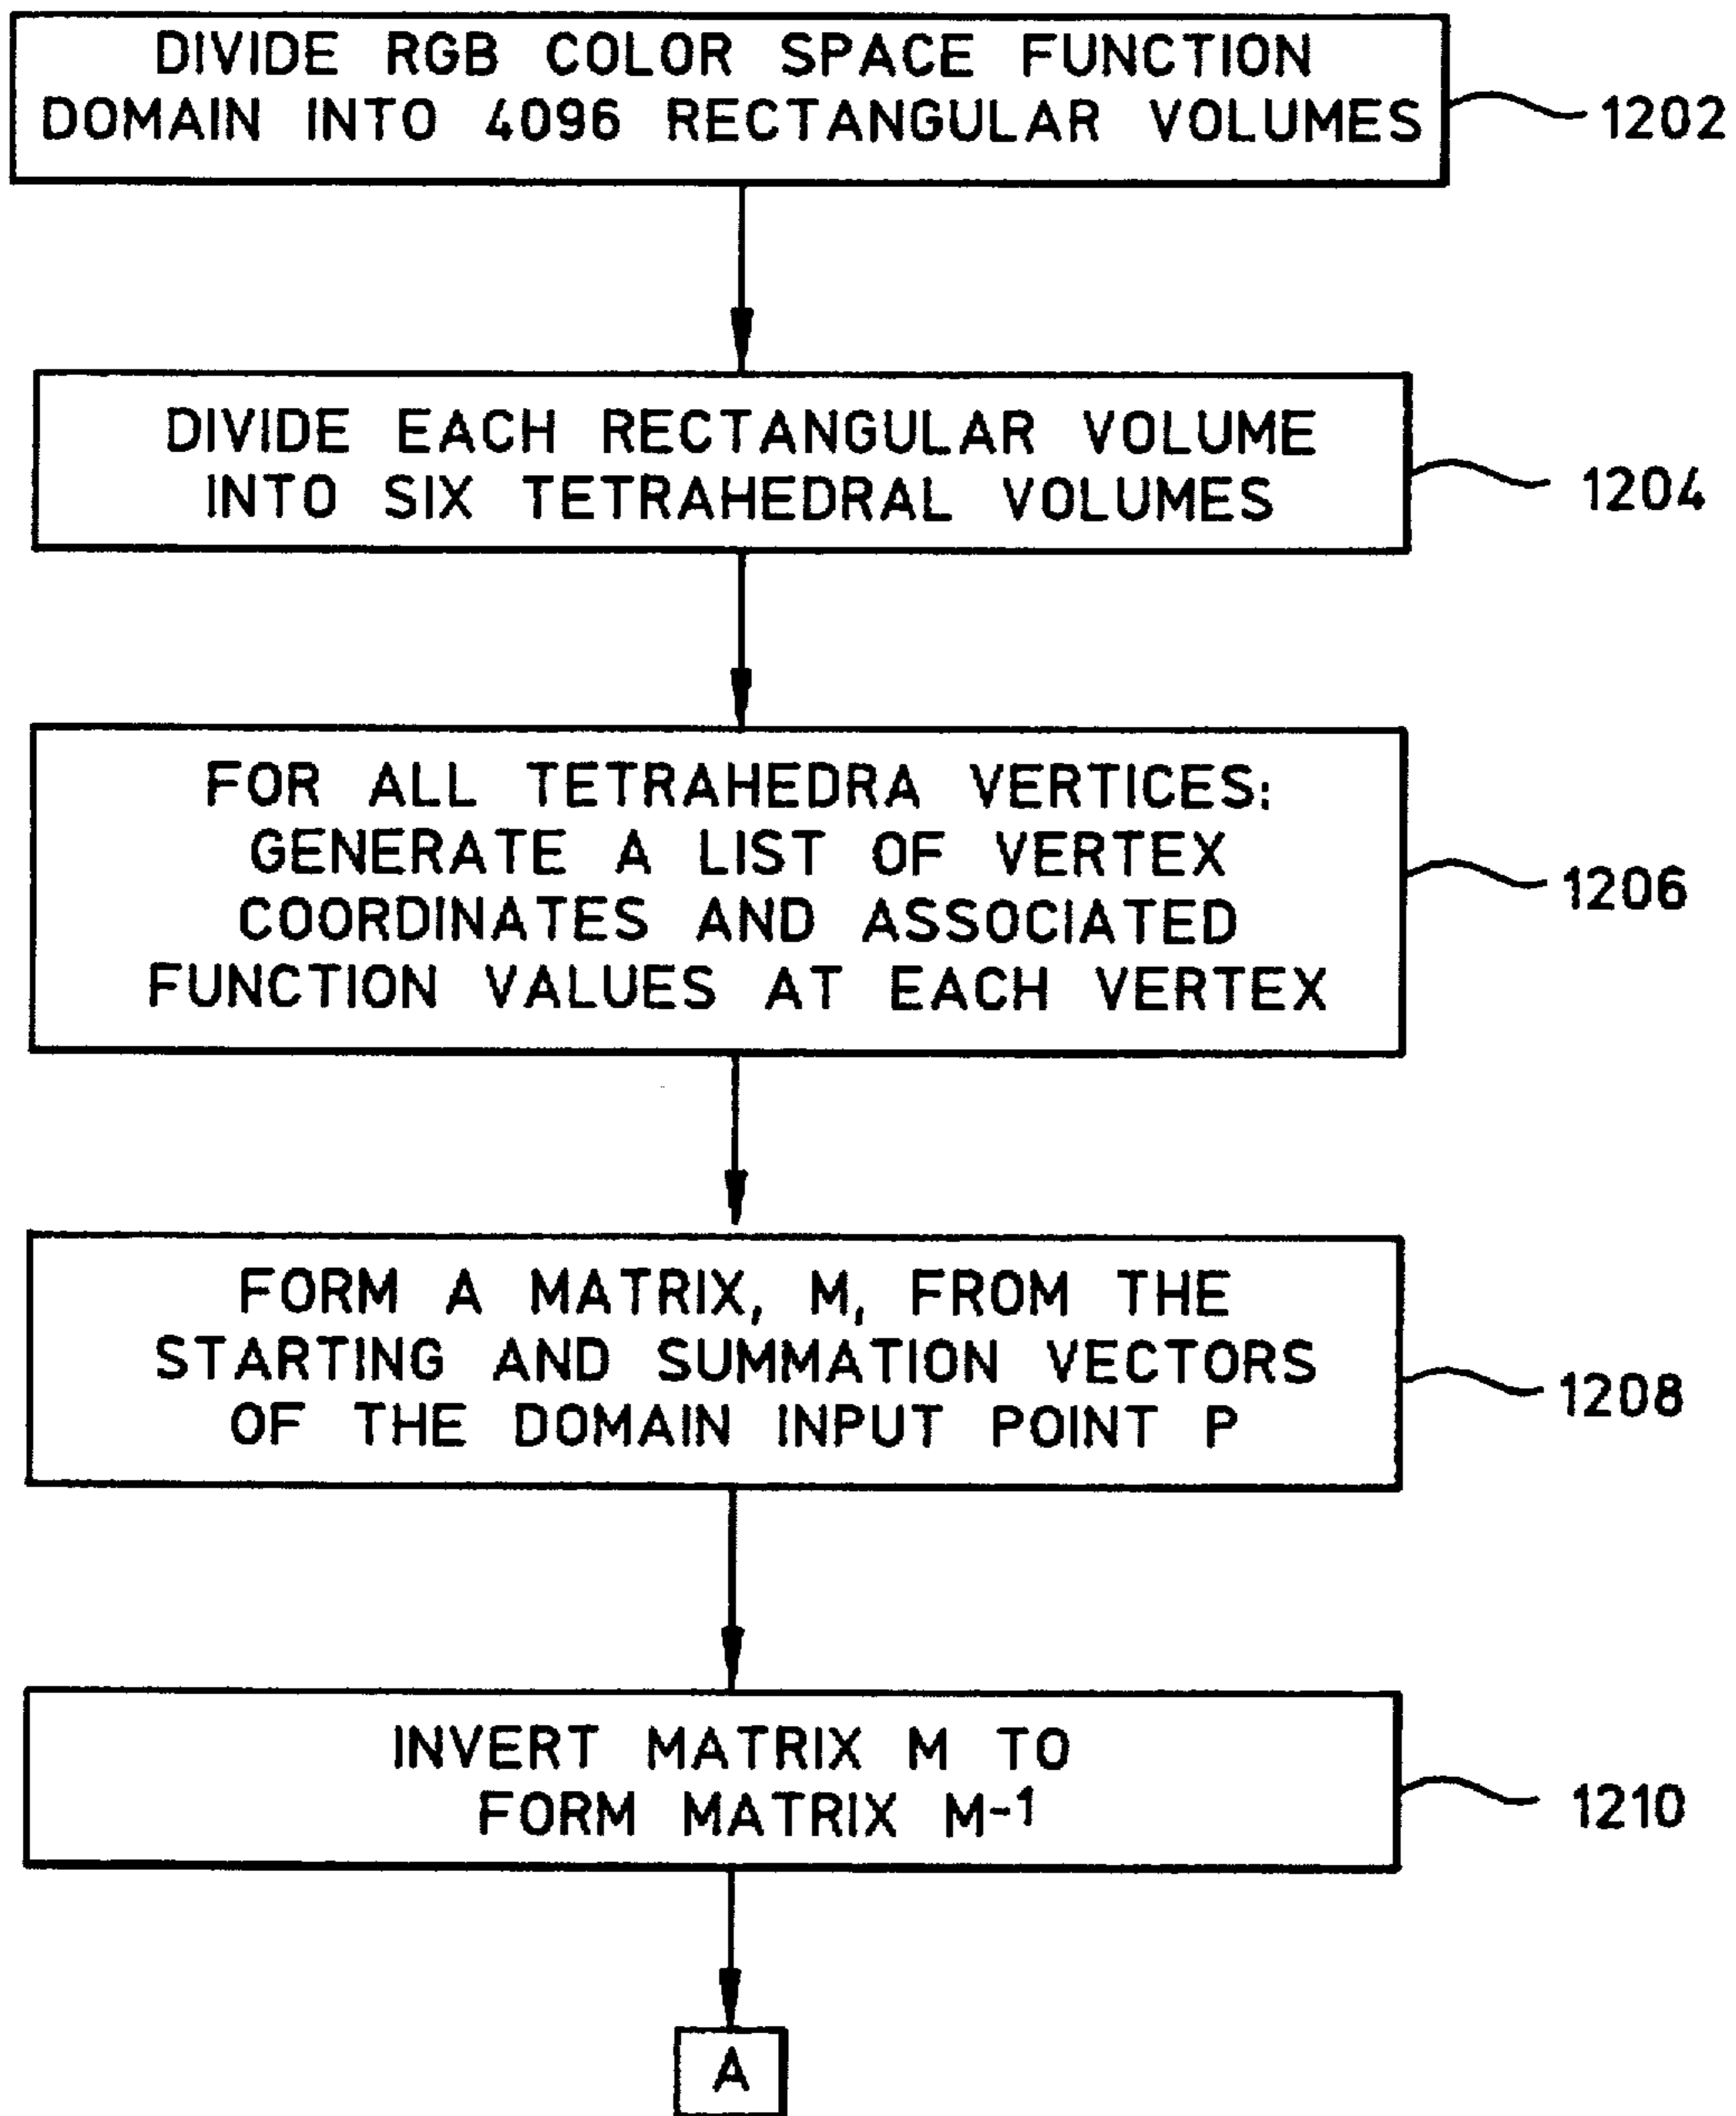 DIVIDE RGB COLOR SPACE FUNCTION
DOMAIN INTO 4096 RECTANGULAR VOLUMES
1202
DIVIDE EACH RECTANGULAR VOLUME
INTO SIX TETRAHEDRAL VOLUMES
1204
FOR ALL TETRAHEDRA VERTICES:
GENERATE A LIST OF VERTEX
COORDINATES AND ASSOCIATED
FUNCTION VALUES AT EACH VERTEX
1206
FORM A MATRIX, M, FROM THE
STARTING AND SUMMATION VECTORS
OF THE DOMAIN INPUT POINT P
1208
INVERT MATRIX M TO
FORM MATRIX M-1
1210
A